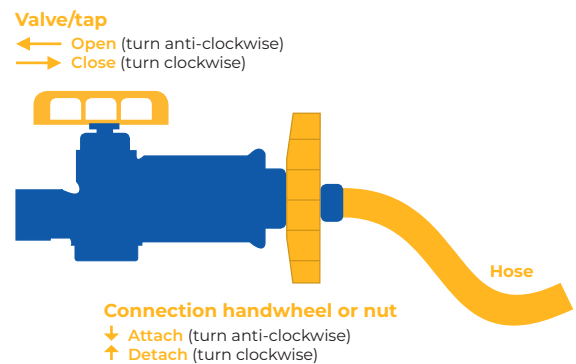 Valve/tap
Open (turn anti-clockwise)
Close (turn clockwise)
Hose
Connection handwheel or nut
Attach (turn anti-clockwise)
Detach (turn clockwise)